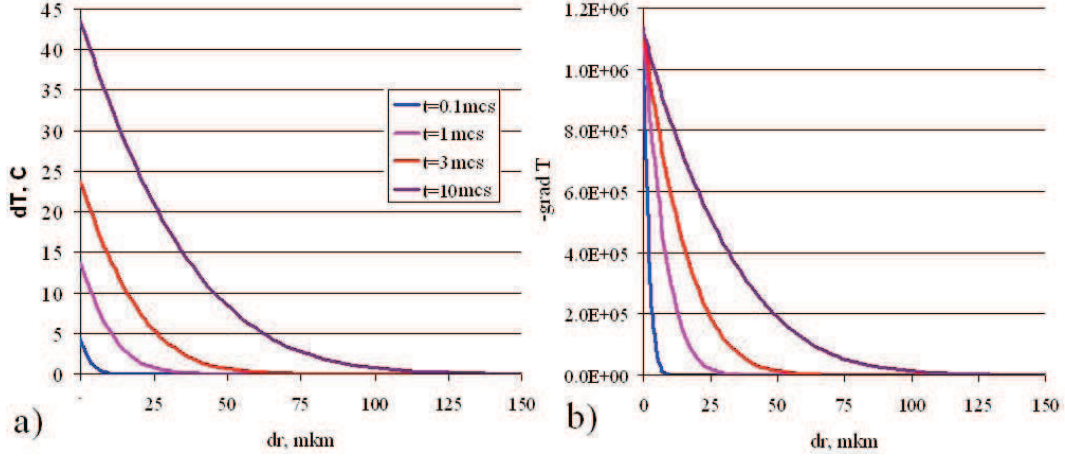 45
40
35
30
25
20
15
10
5
0
dT, C
t=0.1mcs
t=1mcs
t=3mcs
t=10mcs
- 25 50 75 100 125 150
dr, mkm
a)
1.2E+06
1.0E+06
8.0E+05
6.0E+05
4.0E+05
2.0E+05
0.0E+00
-grad T
0 25 50 75 100 125 150
dr, mkm
b)